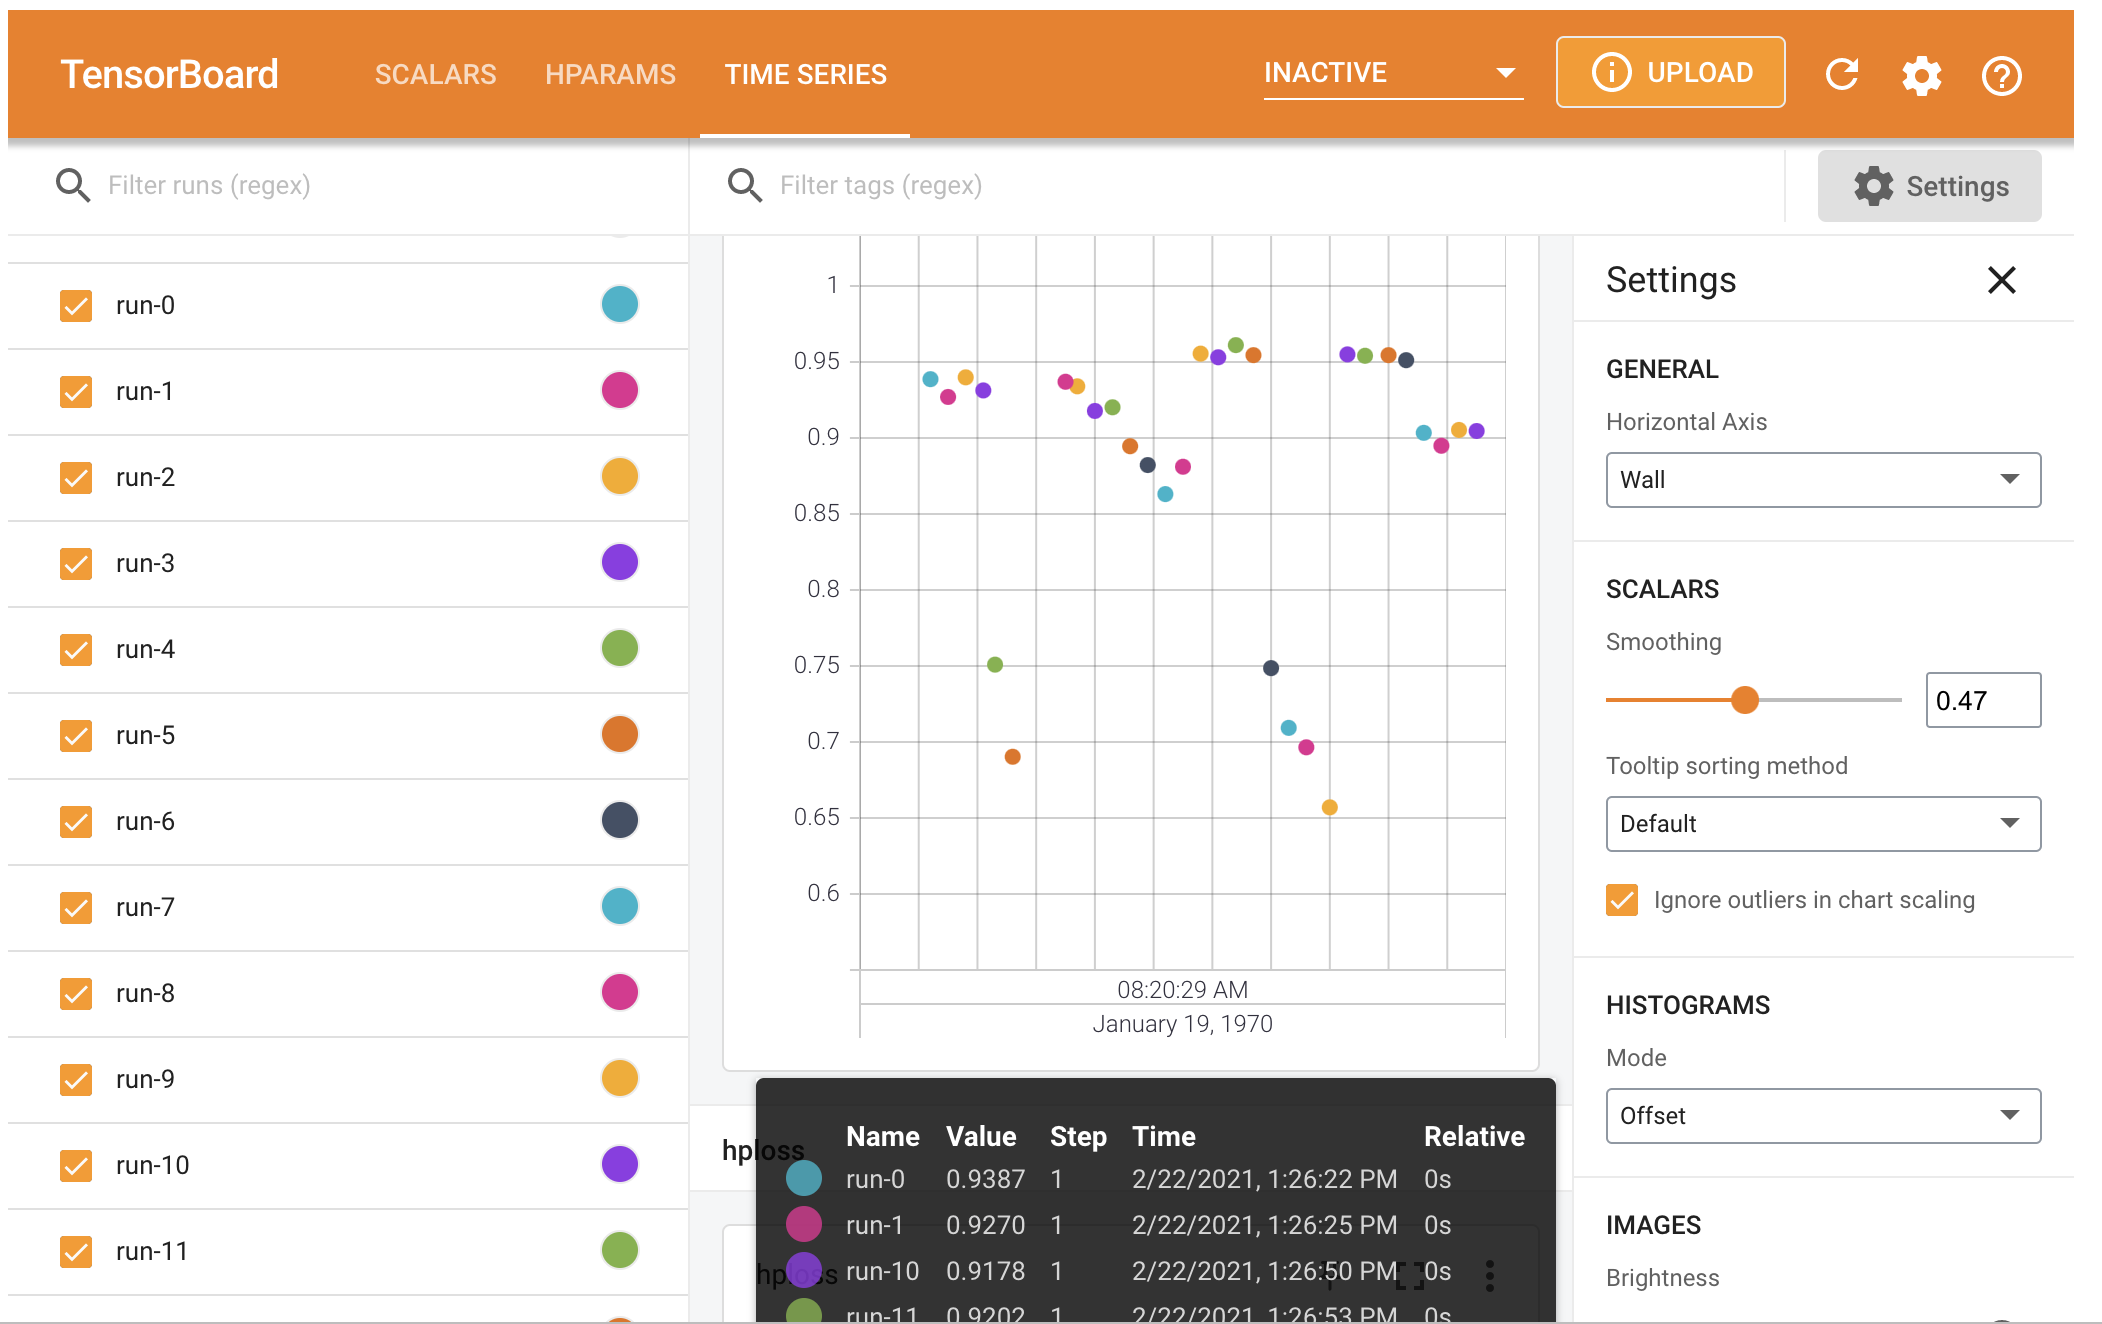 TensorBoard SCALARS HPARAMS TIME SERIES INACTIVE UPLOAD
Filter runs (regex)
Filter tags (regex)
Settings
run-0
run-1
run-2
run-3
run-4
run-5
run-6
run-7
run-8
run-9
run-10
run-11
1
0.95
0.9
0.85
0.8
0.75
0.7
0.65
0.6
08:20:29 AM
January 19, 1970
hploss
hploss
Name Value Step Time Relative
run-0 0.9387 1 2/22/2021, 1:26:22 PM 0s
run-1 0.9270 1 2/22/2021, 1:26:25 PM 0s
run-10 0.9178 1 2/22/2021, 1:26:50 PM 0s
run-11 0.9202 1 2/22/2021, 1:26:53 PM 0s
Settings
GENERAL
Horizontal Axis
Wall
SCALARS
Smoothing
0.47
Tooltip sorting method
Default
Ignore outliers in chart scaling
HISTOGRAMS
Mode
Offset
IMAGES
Brightness